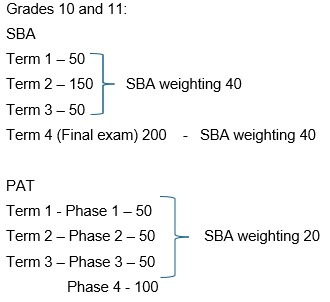 Grades 10 and 11:
SBA
Term 1 – 50
Term 2 – 150 SBA weighting 40
Term 3 – 50
Term 4 (Final exam) 200 - SBA weighting 40
PAT
Term 1 - Phase 1 – 50
Term 2 – Phase 2 – 50 SBA weighting 20
Term 3 – Phase 3 – 50
Phase 4 - 100